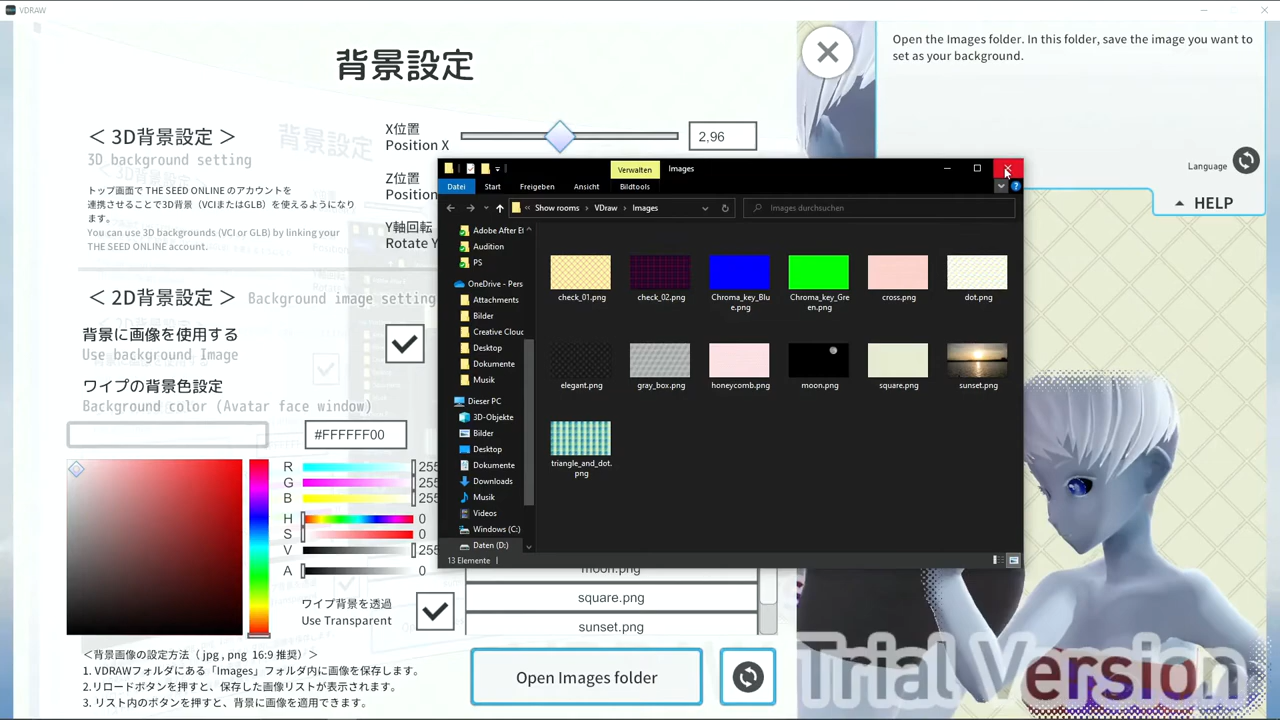 VDRAW
背景設定
Open the Images folder. In this folder, save the image you want to
set as your background.
Language
HELP
＜ 3D背景設定 ＞
3D_background setting
トップ画面で THE SEED ONLINE のアカウントを
連携させることで3D背景（VCIまたはGLB）を使えるようになり
ます。
You can use 3D backgrounds (VCI or GLB) by linking your
THE SEED ONLINE account.
X位置
Position X
2,96
Z位置
Position
Y軸回転
Rotate Y
＜ 2D背景設定 ＞ Background image setting
背景に画像を使用する
Use background Image
ワイプの背景色設定
Background color (Avatar face window)
#FFFFFF00
R 255
G 255
B 255
H 0
S 0
V 255
A 0
ワイプ背景を透過
Use Transparent
＜背景画像の設定方法（ jpg , png 16:9 推奨）＞
1. VDRAWフォルダにある「Images」フォルダ内に画像を保存します。
2.リロードボタンを押すと、保存した画像リストが表示されます。
3. リスト内のボタンを押すと、背景に画像を適用できます。
Verwalten
Images
Datei
Start
Freigeben
Ansicht
Bildtools
Show rooms
VDraw
Images
Images durchsuchen
Adobe After Ef
Audition
PS
OneDrive - Pers
Attachments
Bilder
Creative Cloud
Desktop
Dokumente
Musik
Dieser PC
3D-Objekte
Bilder
Desktop
Dokumente
Downloads
Musik
Videos
Windows (C:)
Daten (D:)
check_01.png
check_02.png
Chroma_key_Blu
e.png
Chroma_key_Gre
en.png
cross.png
dot.png
elegant.png
gray_box.png
honeycomb.png
moon.png
square.png
sunset.png
triangle_and_dot.
png
13 Elemente
moon.png
square.png
sunset.png
Open Images folder
Trial Version